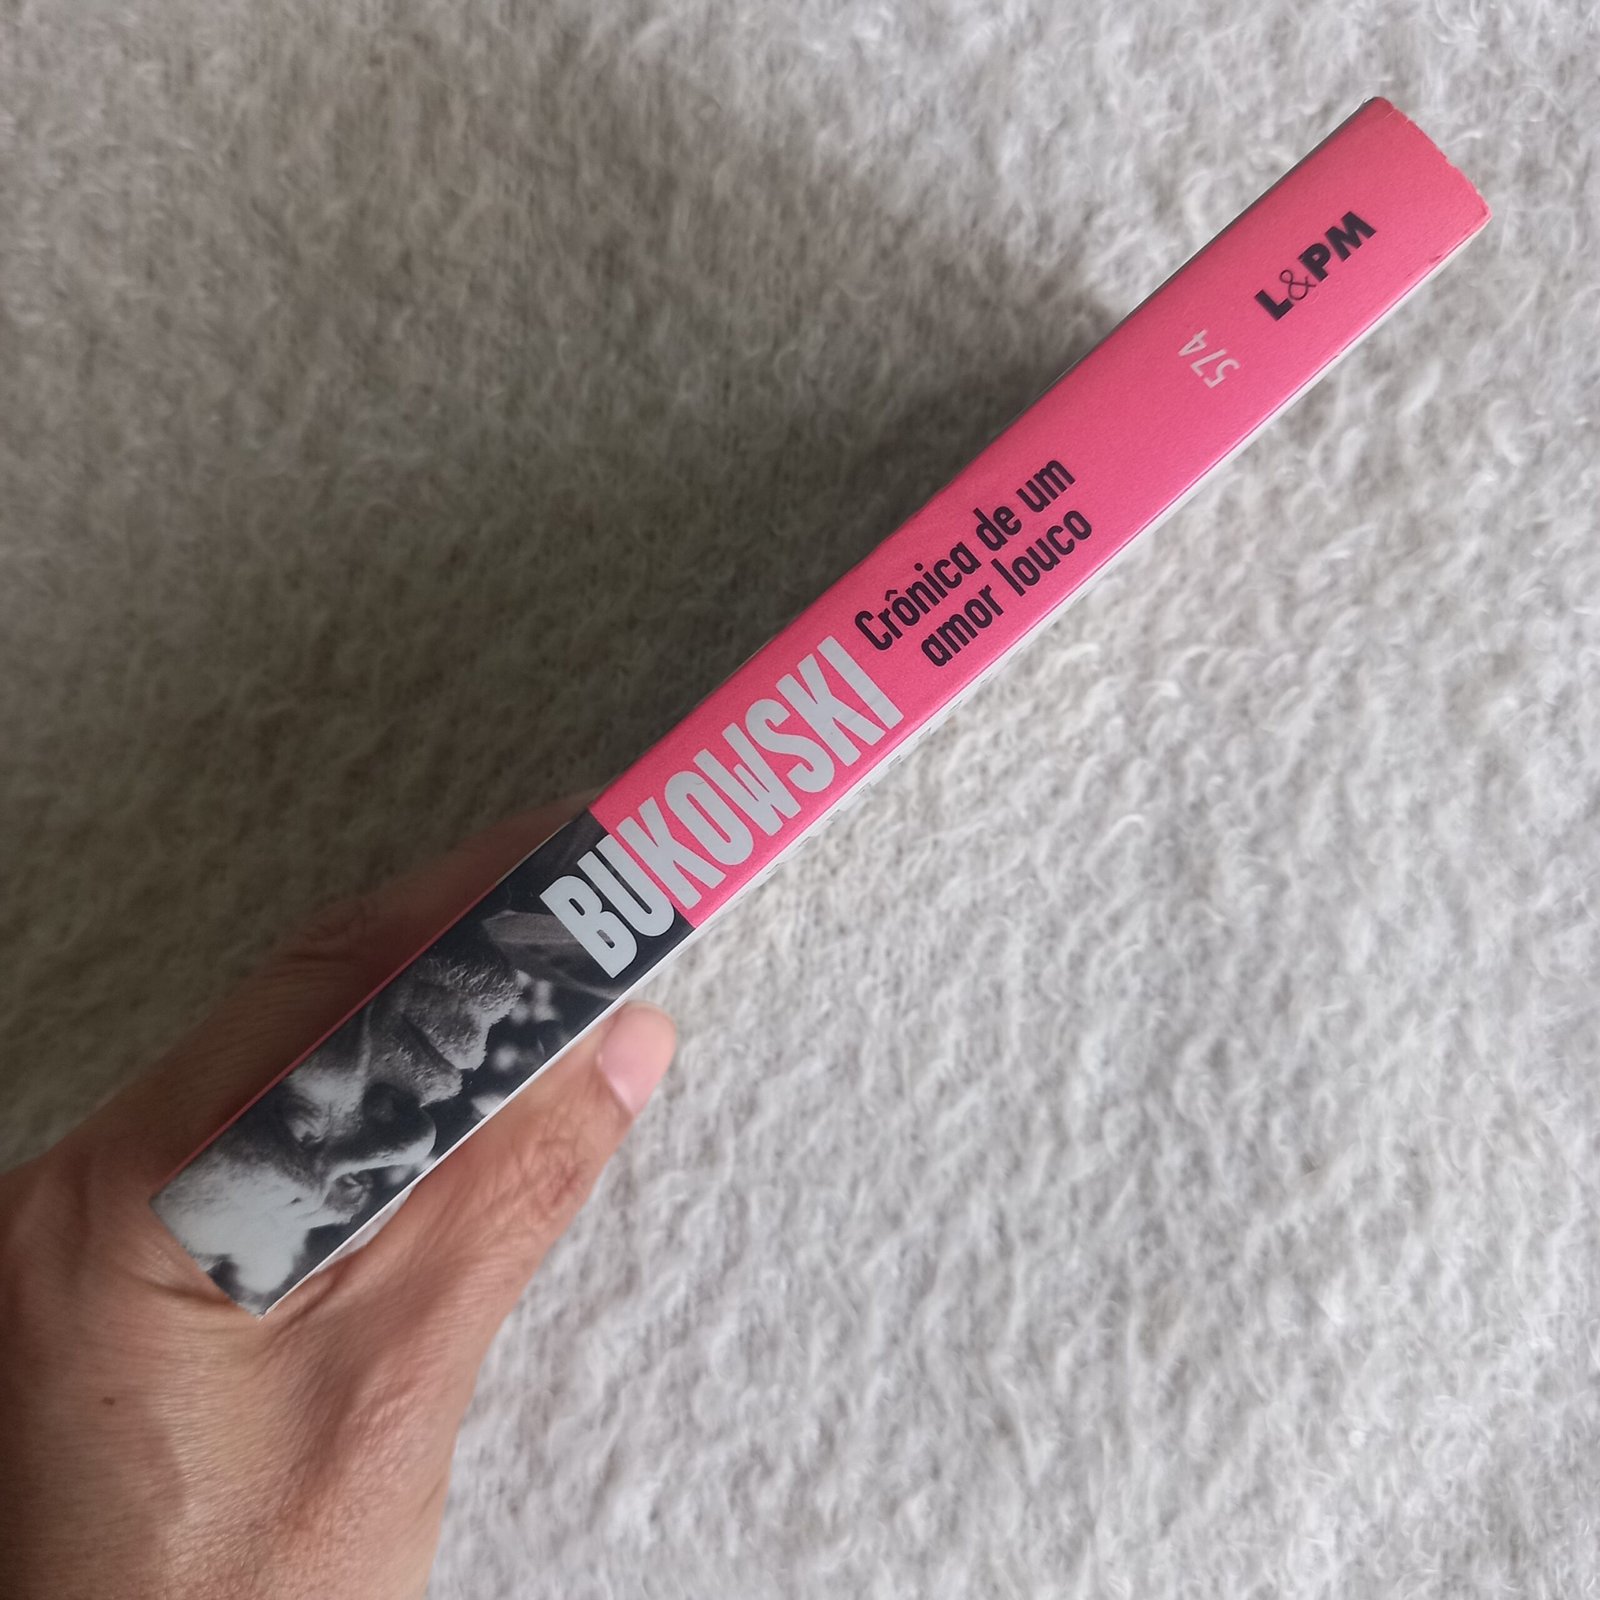 BUKOWSKI
Crônica de um
amor louco
574
L&PM